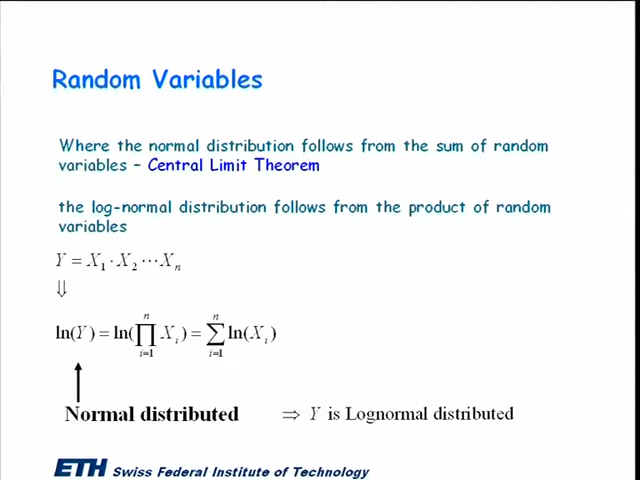 Random Variables
Where the normal distribution follows from the sum of random
variables – Central Limit Theorem
the log-normal distribution follows from the product of random
variables
Y = X₁ · X₂ ⋯ Xₙ
⇓
ln(Y) = ln(∏ᵢ₌₁ⁿ Xᵢ) = ∑ᵢ₌₁ⁿ ln(Xᵢ)
Normal distributed ⇒ Y is Lognormal distributed
ETH Swiss Federal Institute of Technology